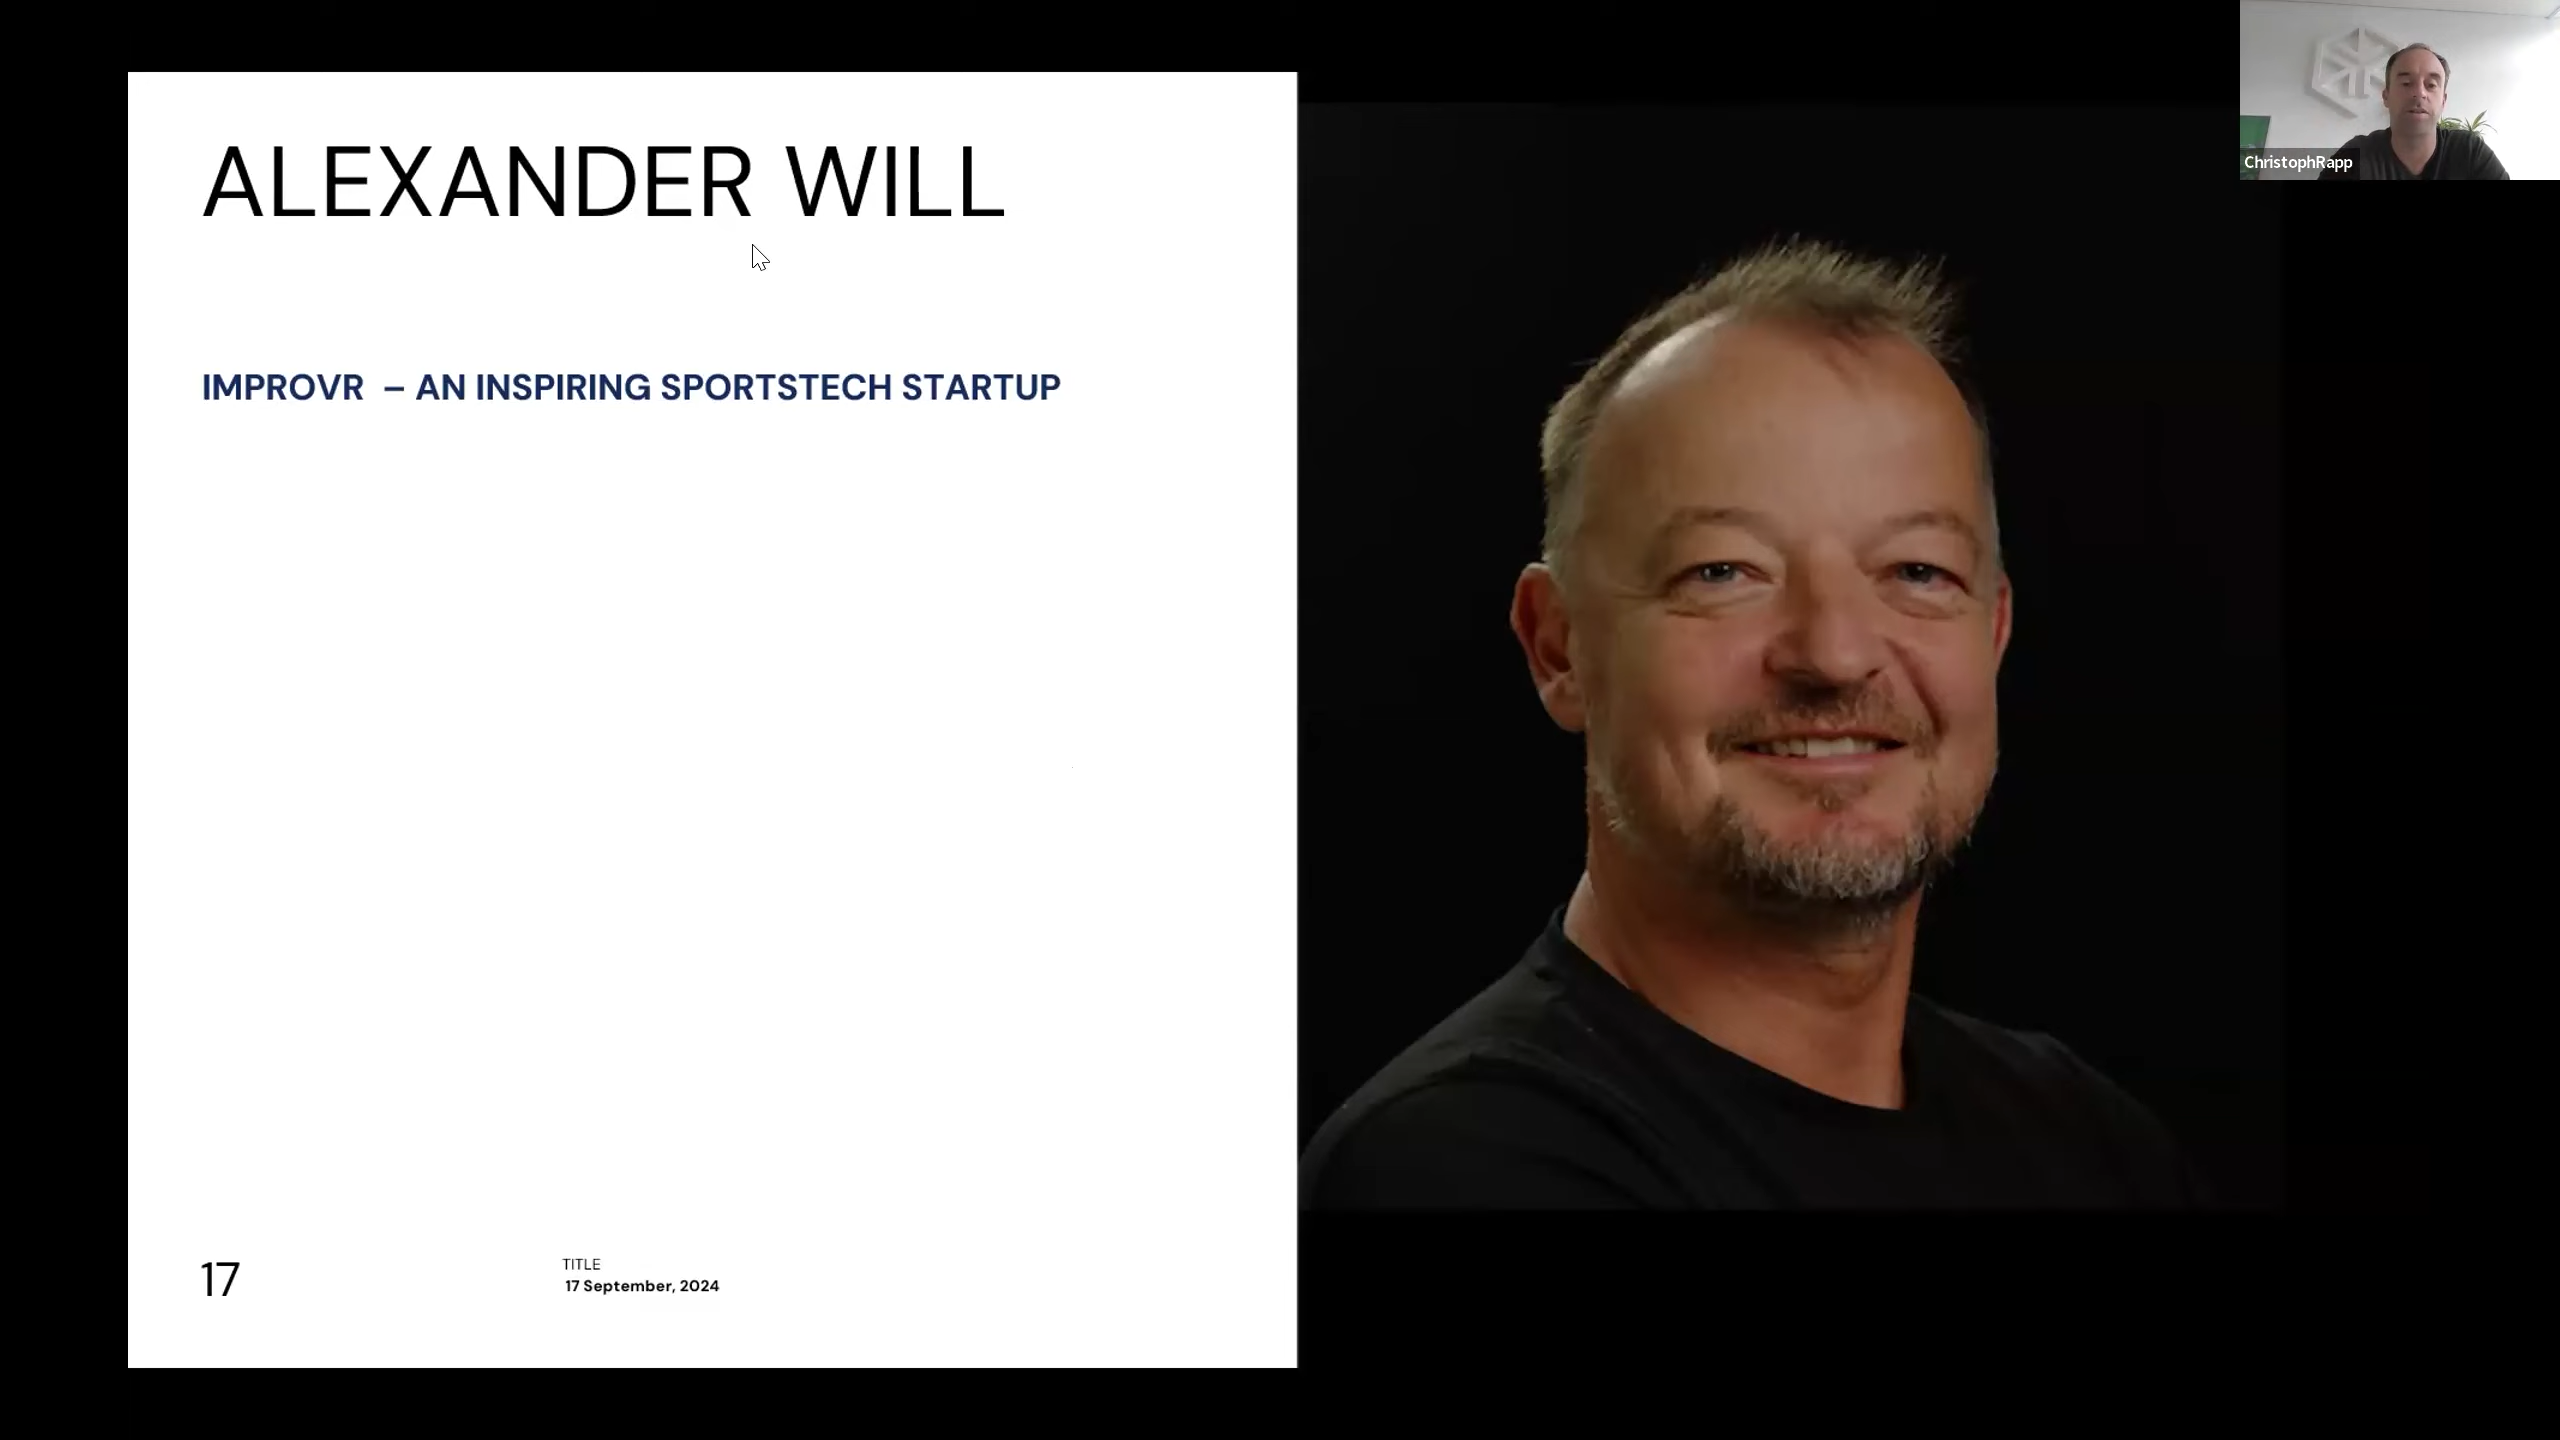 ALEXANDER WILL
IMPROVR – AN INSPIRING SPORTSTECH STARTUP
17
TITLE
17 September, 2024
ChristophRapp